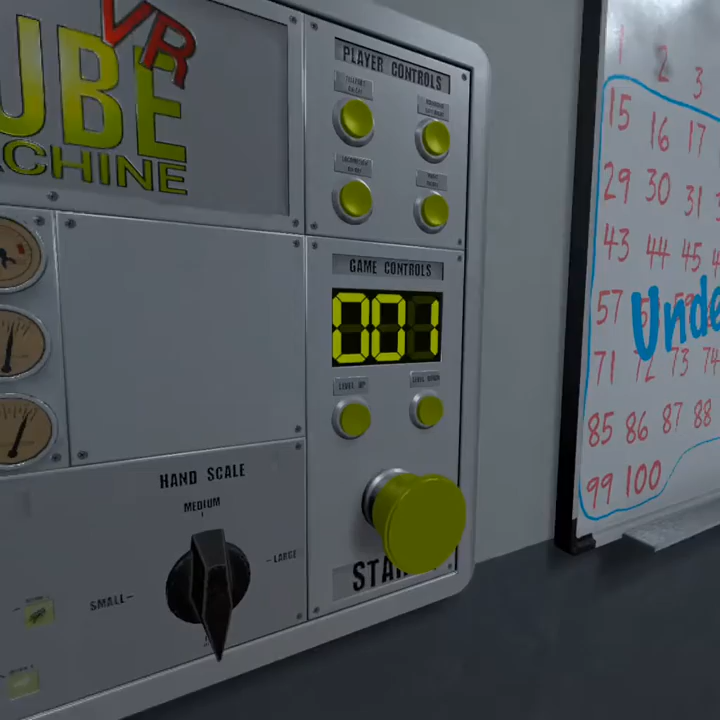 VR
UBE
ACHINE
PLAYER CONTROLS
GAME CONTROLS
001
LEVEL UP
LEVEL DOWN
HAND SCALE
MEDIUM
SMALL
LARGE
1 2 3
15 16 17
29 30 31
43 44 45
57
71 72 73 74
85 86 87 88
99 100
Unde